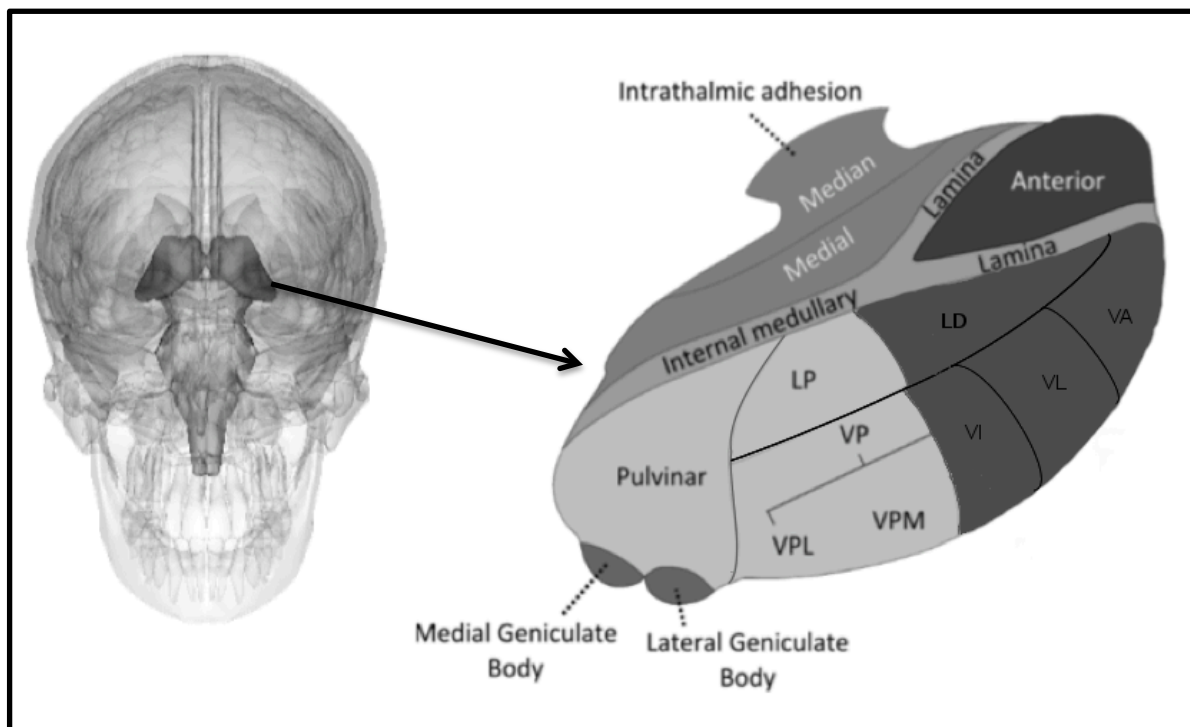 Intrathalmic adhesion
Median
Lamina
Anterior
Medial
Lamina
Internal medullary
LD
VA
LP
VL
VP
VI
Pulvinar
VPM
VPL
Medial Geniculate
Body
Lateral Geniculate
Body